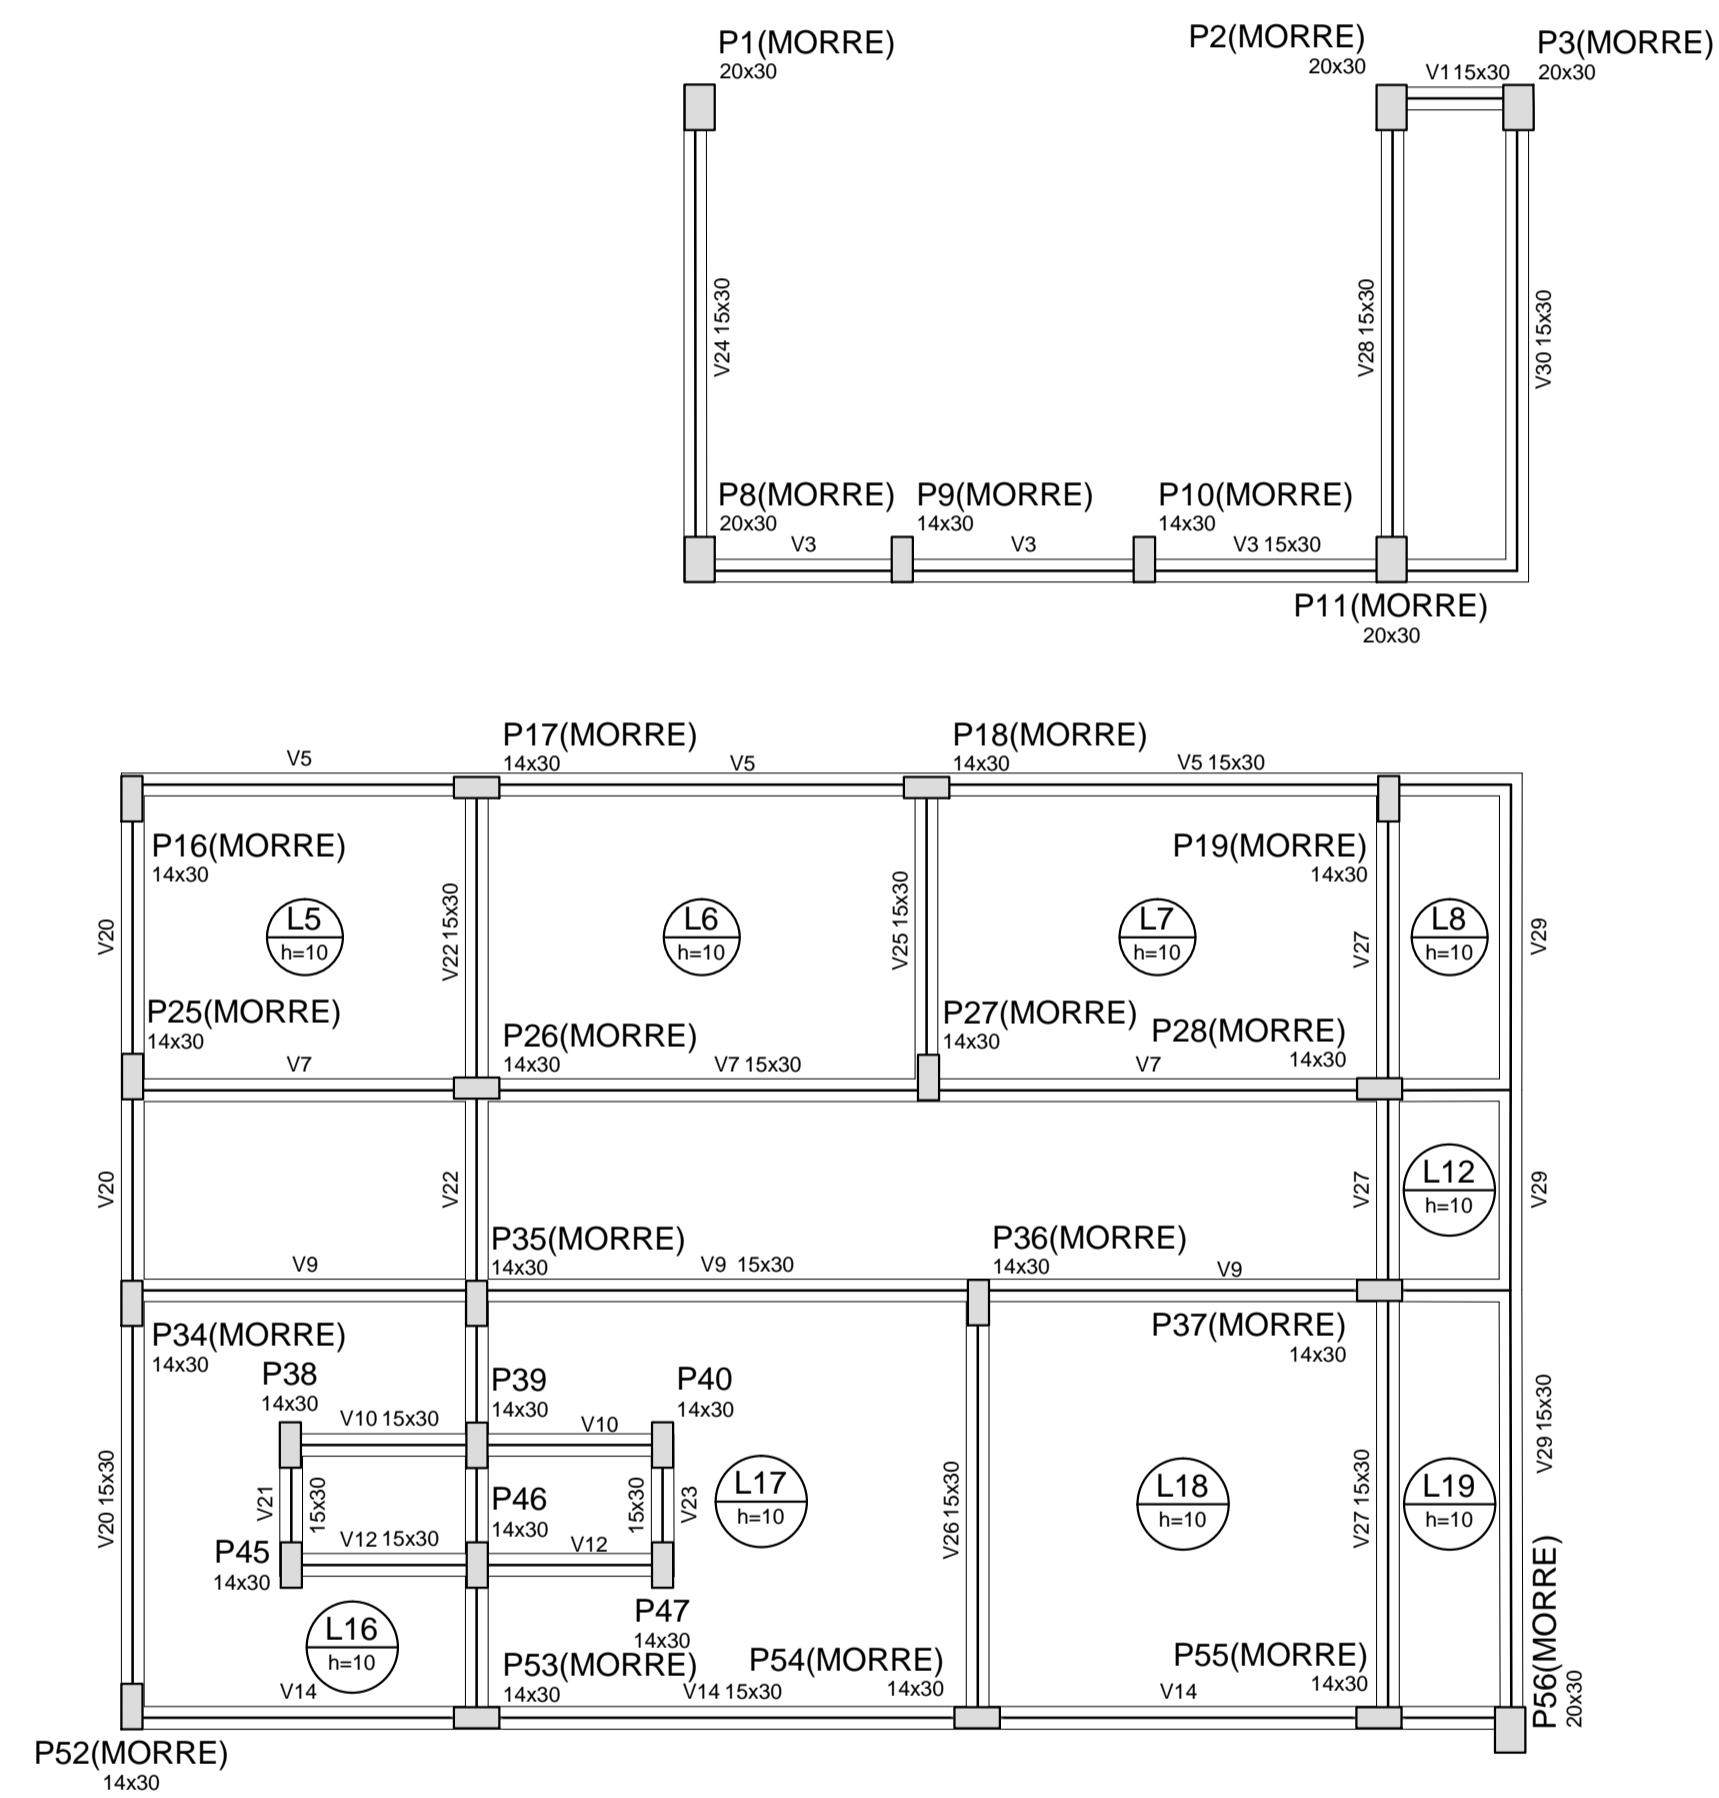 P1(MORRE)
20x30
P2(MORRE)
20x30
V1 15x30
P3(MORRE)
20x30
V24 15x30
V28 15x30
V30 15x30
P8(MORRE)
20x30
P9(MORRE)
14x30
P10(MORRE)
14x30
V3
V3
V3 15x30
P11(MORRE)
20x30
V5
P17(MORRE)
14x30
V5
P18(MORRE)
14x30
V5 15x30
P16(MORRE)
14x30
P19(MORRE)
14x30
V20
L5
h=10
V22 15x30
L6
h=10
V25 15x30
L7
h=10
V27
L8
h=10
V29
P25(MORRE)
14x30
V7
P26(MORRE)
14x30
V7 15x30
P27(MORRE)
14x30
P28(MORRE)
14x30
V7
V20
V22
V27
L12
h=10
V29
V9
P35(MORRE)
14x30
V9 15x30
P36(MORRE)
14x30
V9
P34(MORRE)
14x30
P37(MORRE)
14x30
P38
14x30
P39
14x30
P40
14x30
V10 15x30
V10
V20 15x30
V21
15x30
P46
14x30
15x30
V23
L17
h=10
V26 15x30
L18
h=10
V27 15x30
L19
h=10
V29 15x30
V12 15x30
V12
P45
14x30
P47
14x30
L16
h=10
P53(MORRE)
14x30
P54(MORRE)
14x30
P55(MORRE)
14x30
P56(MORRE)
20x30
V14
V14 15x30
V14
P52(MORRE)
14x30